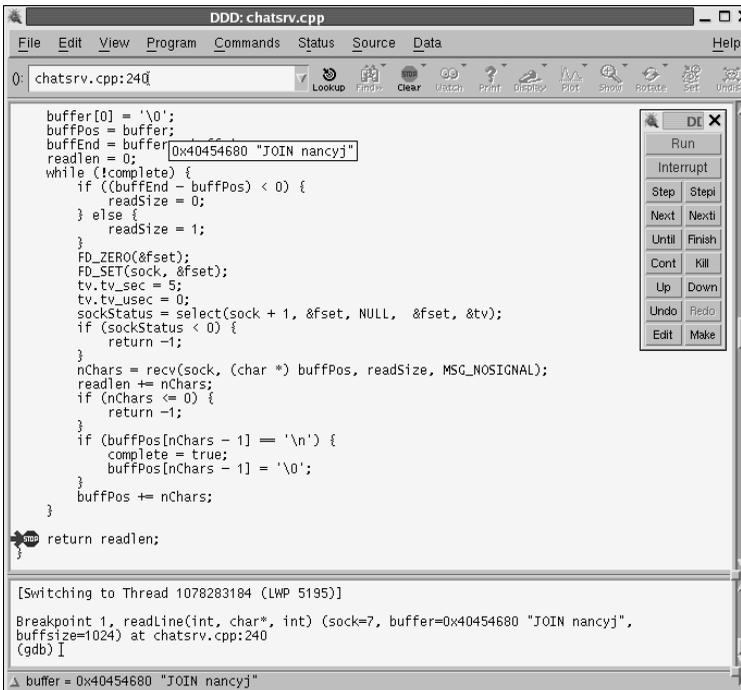 DDD: chatsrv.cpp
File Edit View Program Commands Status Source Data Help
(): chatsrv.cpp:240
Lookup Find» Clear Watch Print Display Plot Show Rotate Set Undis
buffer[0] = '\0';
buffPos = buffer;
buffEnd = buffer
readlen = 0;
0x40454680 "JOIN nancyj"
while (!complete) {
if ((buffEnd - buffPos) < 0) {
readSize = 0;
} else {
readSize = 1;
}
FD_ZERO(&fset);
FD_SET(sock, &fset);
tv.tv_sec = 5;
tv.tv_usec = 0;
sockStatus = select(sock + 1, &fset, NULL, &fset, &tv);
if (sockStatus < 0) {
return -1;
}
nChars = recv(sock, (char *) buffPos, readSize, MSG_NOSIGNAL);
readlen += nChars;
if (nChars <= 0) {
return -1;
}
if (buffPos[nChars - 1] == '\n') {
complete = true;
buffPos[nChars - 1] = '\0';
}
buffPos += nChars;
}
STOP return readlen;
}
DD
Run
Interrupt
Step Stepi
Next Nexti
Until Finish
Cont Kill
Up Down
Undo Redo
Edit Make
[Switching to Thread 1078283184 (LWP 5195)]
Breakpoint 1, readLine(int, char*, int) (sock=7, buffer=0x40454680 "JOIN nancyj",
buffsize=1024) at chatsrv.cpp:240
(gdb)
buffer = 0x40454680 "JOIN nancyj"